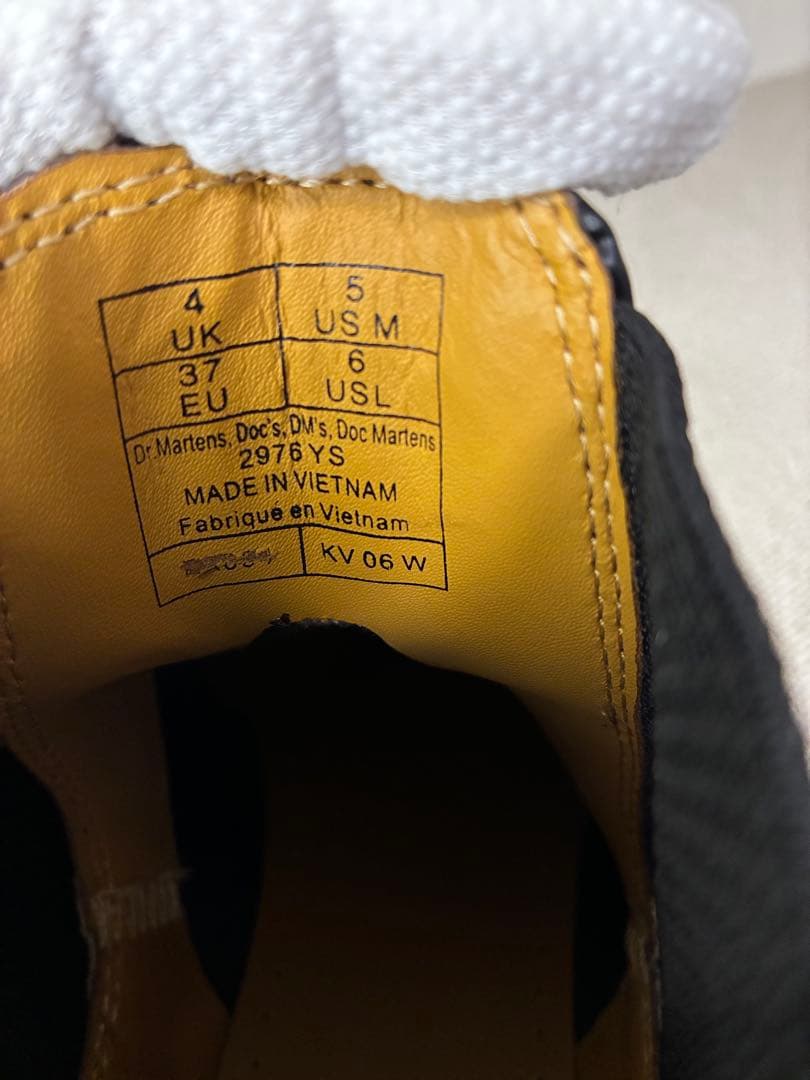 4 UK
5 US M
37 EU
6 USL
Dr.Martens, Doc's, DM's, Doc Martens
2976 YS
MADE IN VIETNAM
Fabrique en Vietnam
KV 06 W